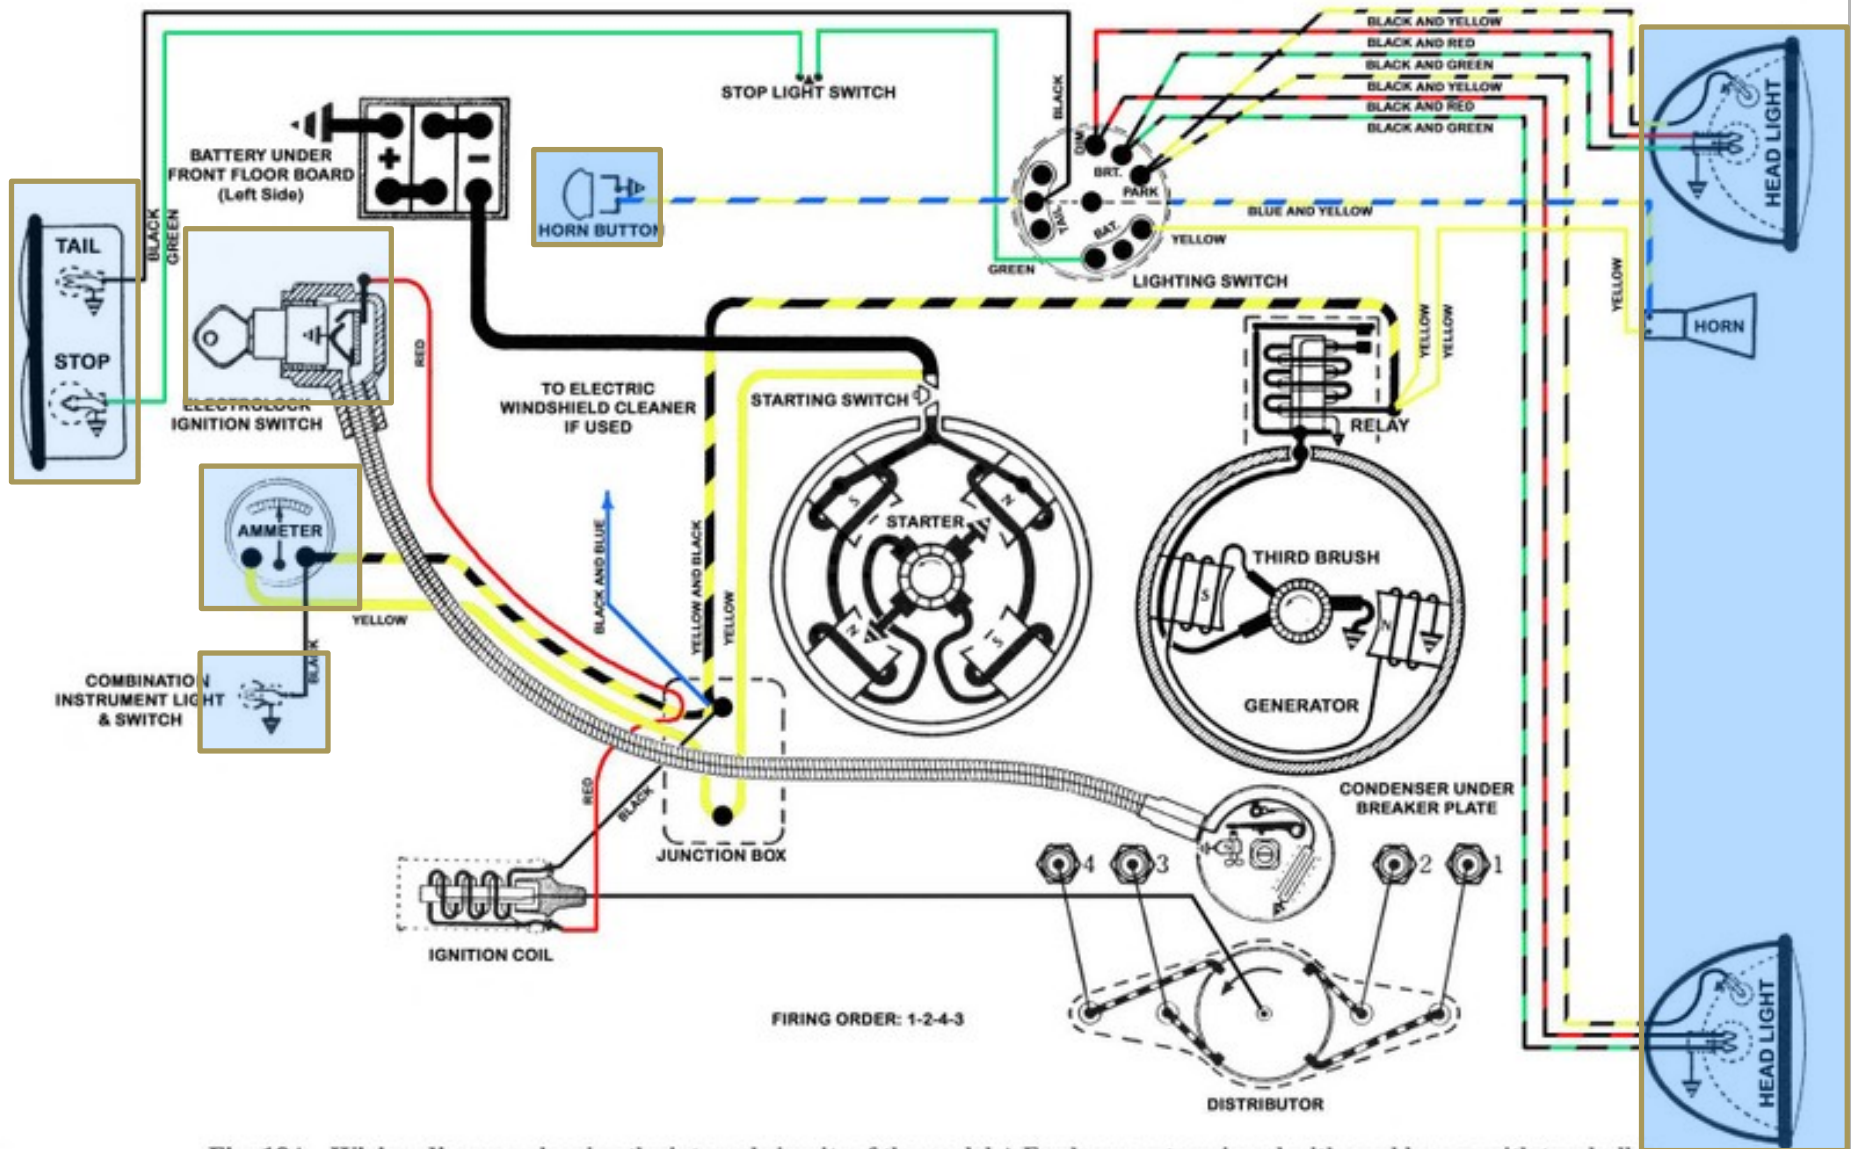 BLACK AND YELLOW
BLACK AND RED
BLACK AND GREEN
BLACK AND YELLOW
BLACK AND RED
BLACK AND GREEN
STOP LIGHT SWITCH
BLACK
DIM
BRT.
PARK
TAIL
BAT.
BATTERY UNDER
FRONT FLOOR BOARD
(Left Side)
+
−
HEAD LIGHT
HORN BUTTON
BLUE AND YELLOW
YELLOW
GREEN
LIGHTING SWITCH
TAIL
STOP
BLACK
GREEN
YELLOW
HORN
ELECTROLOCK
IGNITION SWITCH
RED
TO ELECTRIC
WINDSHIELD CLEANER
IF USED
STARTING SWITCH
YELLOW
YELLOW
RELAY
AMMETER
YELLOW
BLACK
BLACK AND BLUE
YELLOW AND BLACK
YELLOW
STARTER
S
N
N
S
THIRD BRUSH
S
N
GENERATOR
COMBINATION
INSTRUMENT LIGHT
& SWITCH
RED
BLACK
JUNCTION BOX
CONDENSER UNDER
BREAKER PLATE
4
3
2
1
IGNITION COIL
FIRING ORDER: 1-2-4-3
DISTRIBUTOR
HEAD LIGHT